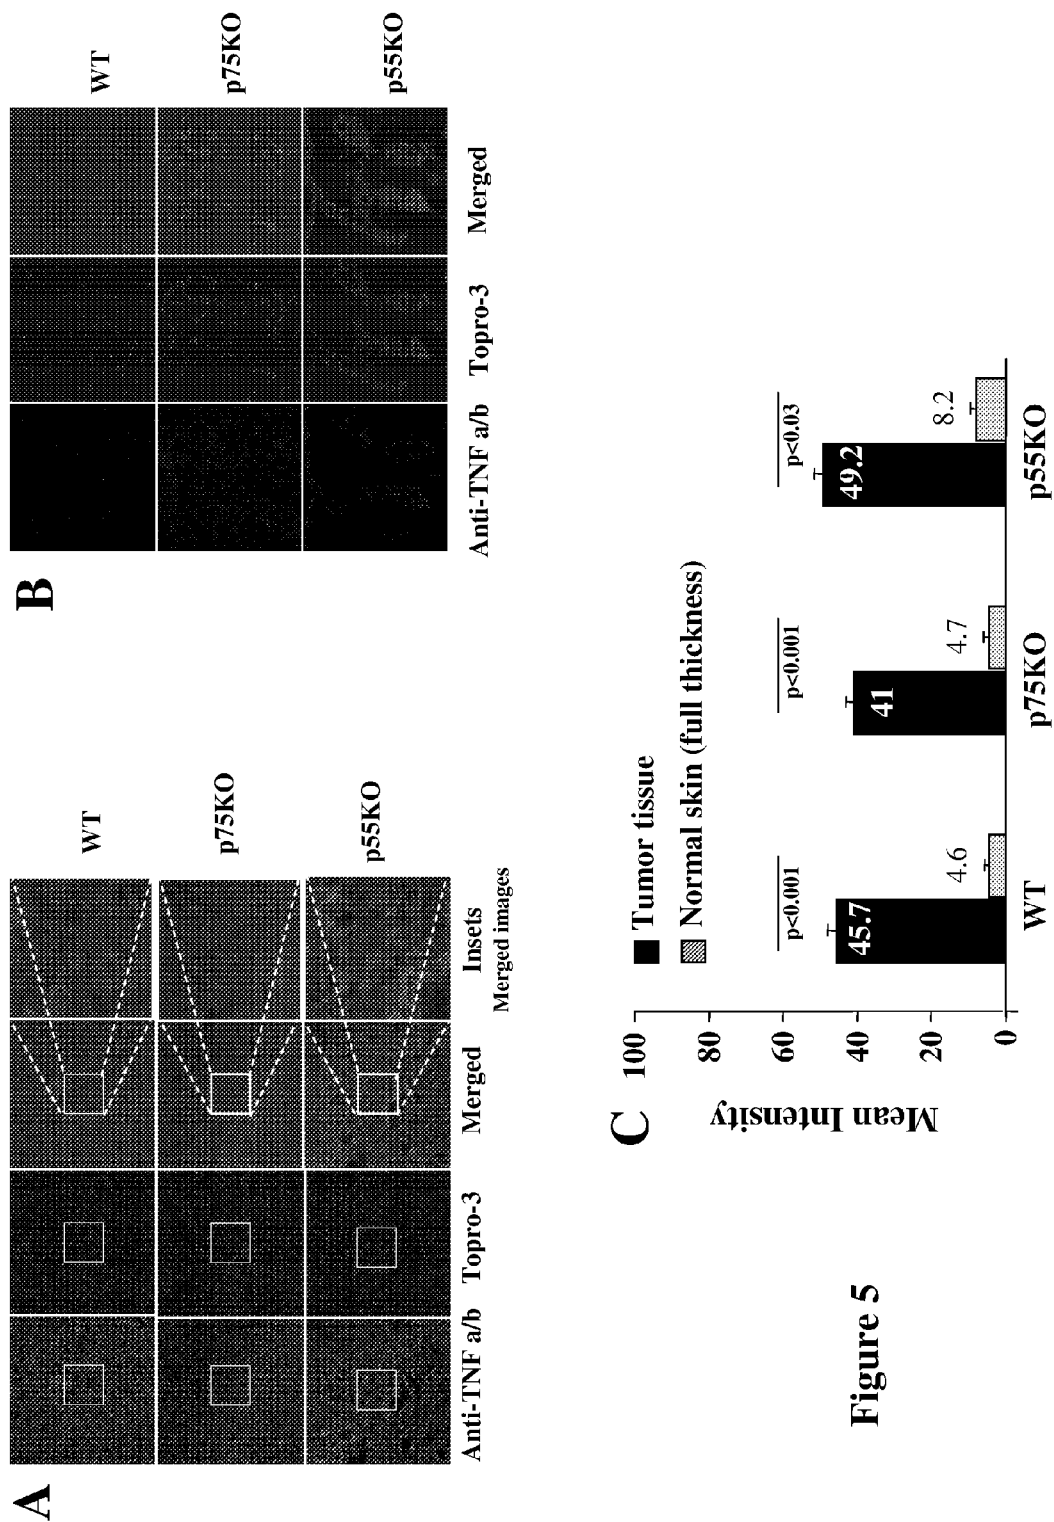 A
WT
p75KO
p55KO
Anti-TNF a/b
Topro-3
Merged
Insets
Merged images
B
WT
p75KO
p55KO
Anti-TNF a/b
Topro-3
Merged
C
Tumor tissue
Normal skin (full thickness)
Mean Intensity
100
80
60
40
20
0
p<0.001
p<0.001
p<0.03
45.7
4.6
41
4.7
49.2
8.2
WT
p75KO
p55KO
Figure 5